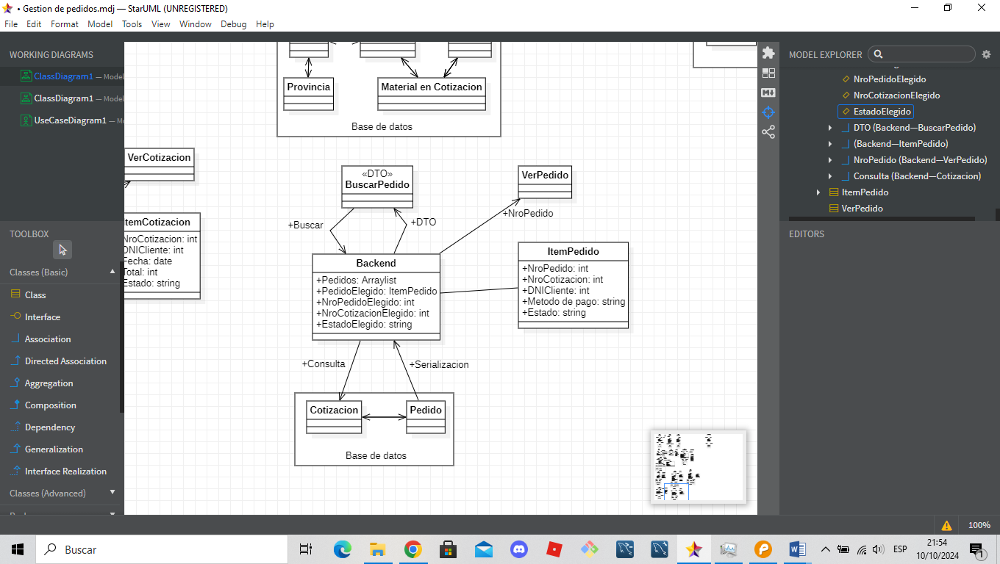 • Gestion de pedidos.mdj — StarUML (UNREGISTERED)
File Edit Format Model Tools View Window Debug Help
WORKING DIAGRAMS
ClassDiagram1 — Model
ClassDiagram1 — Model
UseCaseDiagram1 — M
TOOLBOX
Classes (Basic)
Class
Interface
Association
Directed Association
Aggregation
Composition
Dependency
Generalization
Interface Realization
Classes (Advanced)
Provincia
Material en Cotizacion
Base de datos
VerCotizacion
temCotizacion
NroCotizacion: int
DNICliente: int
Fecha: date
Total: int
Estado: string
«DTO»
BuscarPedido
VerPedido
+Buscar
+DTO
+NroPedido
Backend
+Pedidos: Arraylist
+PedidoElegido: ItemPedido
+NroPedidoElegido: int
+NroCotizacionElegido: int
+EstadoElegido: string
ItemPedido
+NroPedido: int
+NroCotizacion: int
+DNICliente: int
+Metodo de pago: string
+Estado: string
+Consulta
+Serializacion
Cotizacion
Pedido
Base de datos
MODEL EXPLORER
NroPedidoElegido
NroCotizacionElegido
EstadoElegido
DTO (Backend—BuscarPedido)
(Backend—ItemPedido)
NroPedido (Backend—VerPedido)
Consulta (Backend—Cotizacion)
ItemPedido
VerPedido
EDITORS
100%
Buscar
ESP
21:54
10/10/2024
1